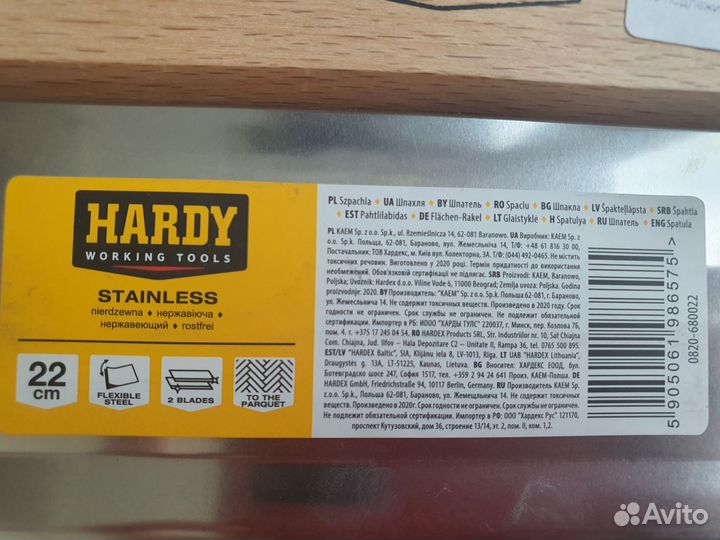 HARDY
WORKING TOOLS
STAINLESS
nierdzewna • нержавіюча •
нержавеющий • rostfrei
22
cm
FLEXIBLE
STEEL
2 BLADES
TO THE
PARQUET
PL Szpachla • UA Шпахля • BY Шпатель • RO Spaclu • BG Шпакла • LV Špakteļlāpsta • SRB Špahtla
• EST Pahtlilabidas • DE Flächen-Rakel • LT Glaistyklė • H Spatulya • RU Шпатель • ENG Spatula
PL KAEM Sp. z o.o. Sp.k., ul. Rzemieślnicza 14, 62-081 Baranowo. UA Виробник: KAEM Sp. z
o.o. Sp.k. Польща, 62-081, Бараново, вул. Жемеьлніча 14, Т/Ф: +48 61 816 30 00,
Постачальник: ТОВ Хардекс, м. Київ вул. Колекторна, 3А, Т/Ф: (044) 492-0465. Не містить
токсичних речовин. Виготовлено у 2020 році. Термін придатності до використання
необмежений. Обов'язковій сертифікації не підлягає. SRB Proizvodi: KAEM, Baranowo,
Poljska; Uvoznik: Hardex d.o.o. Viline Vode 6, 11000 Beograd; Zemlja uvoza: Poljska. Godina
proizvodnje: 2020. BY Производитель: "KAEM" Sp. z o.o. Sp.k. Польша 62-081, г. Бараново,
ул. Жемесьлнича 14. Не содержит токсичных веществ. Произведено в 2020 году. Срок
годности не ограничен. Срок службы не ограничен. Не подлежит обязательной
сертификации. Импортер в РБ: ИООО "ХАРДЫ ТУЛС" 220037, г. Минск, пер. Козлова 7Б,
пом. 4. т.+375 17 245 04 54, RO HARDEX Products SRL, Str. Industriilor nr. 10, Sat Chiajna
Com. Chiajna, Jud. Ilfov – Hala Depozitare C2 – Unitate II, Rampa 36, tel. 0765 500 895.
EST/LV "HARDEX Baltic", SIA, Klijānu iela 8, LV-1013, Rīga. LT UAB "HARDEX Lithuania",
Draugystės g. 13A, LT-51225, Kaunas, Lietuva. BG Вносител: ХАРДЕКС ЕООД, бул.
Ботевградско шосе 247, София 1517, тел. +359 2 94 24 641 Произ. КАЕМ-Полша. DE
HARDEX GmbH, Friedrichstraße 94, 10117 Berlin, Germany. RU Производитель KAEM Sp.
z.o.o. Sp.k., Польша 62-081, Бараново, ул. Жемещльнича 14. Не содержит токсичных
веществ. Произведено в 2020г. Срок годности не ограничен. Срок службы не ограничен.
Не подлежит обязательной сертификации. Импортер в РФ: ООО "Хардекс Рус" 121170,
проспект Кутузовский, дом 36, строение 13/14, эт. 2, пом. II, ком. 1,2.
5 905061 986575 >
0820-680022
Avito